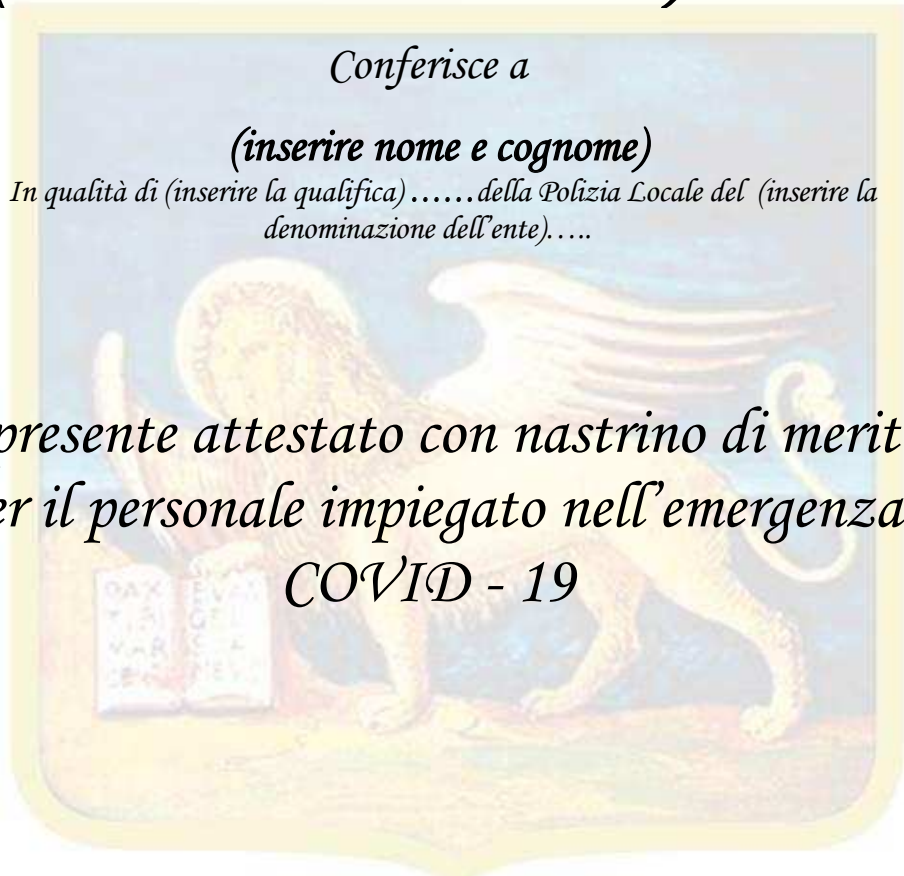 Conferisce a
(inserire nome e cognome)
In qualità di (inserire la qualifica) ……della Polizia Locale del (inserire la
denominazione dell'ente)…..
presente attestato con nastrino di merit
er il personale impiegato nell'emergenza
COVID - 19